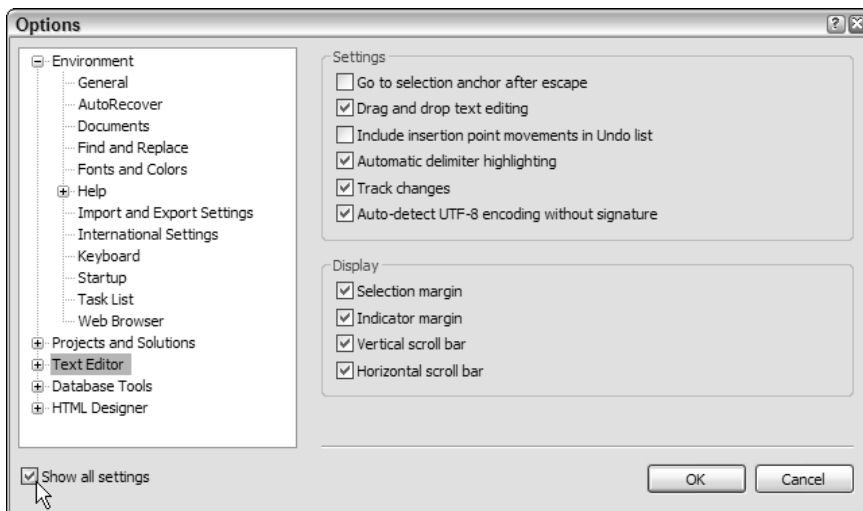 Options
Environment
General
AutoRecover
Documents
Find and Replace
Fonts and Colors
Help
Import and Export Settings
International Settings
Keyboard
Startup
Task List
Web Browser
Projects and Solutions
Text Editor
Database Tools
HTML Designer
Show all settings
Settings
Go to selection anchor after escape
Drag and drop text editing
Include insertion point movements in Undo list
Automatic delimiter highlighting
Track changes
Auto-detect UTF-8 encoding without signature
Display
Selection margin
Indicator margin
Vertical scroll bar
Horizontal scroll bar
OK
Cancel